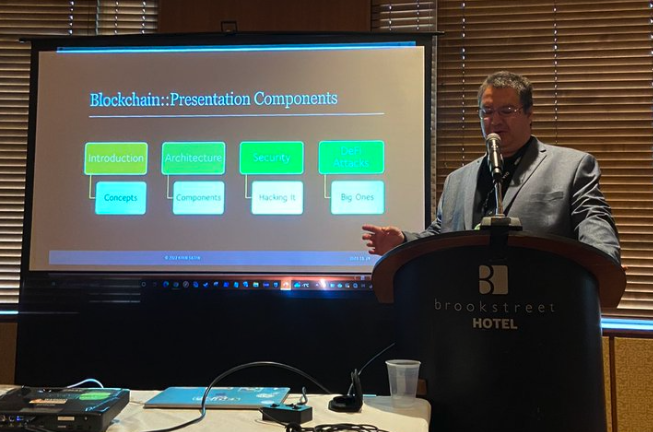 Blockchain::Presentation Components
Introduction
Architecture
Security
DeFi
Attacks
Concepts
Components
Hacking It
Big Ones
B
brookstreet
HOTEL